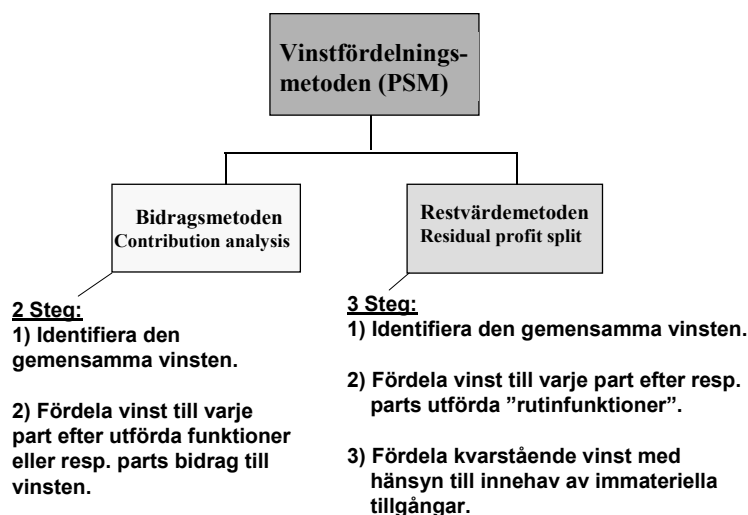 Vinstfördelnings-
metoden (PSM)
Bidragsmetoden
Contribution analysis
Restvärdemetoden
Residual profit split
2 Steg:
1) Identifiera den
gemensamma vinsten.
2) Fördela vinst till varje
part efter utförda funktioner
eller resp. parts bidrag till
vinsten.
3 Steg:
1) Identifiera den gemensamma vinsten.
2) Fördela vinst till varje part efter resp.
parts utförda ”rutinfunktioner”.
3) Fördela kvarstående vinst med
hänsyn till innehav av immateriella
tillgångar.